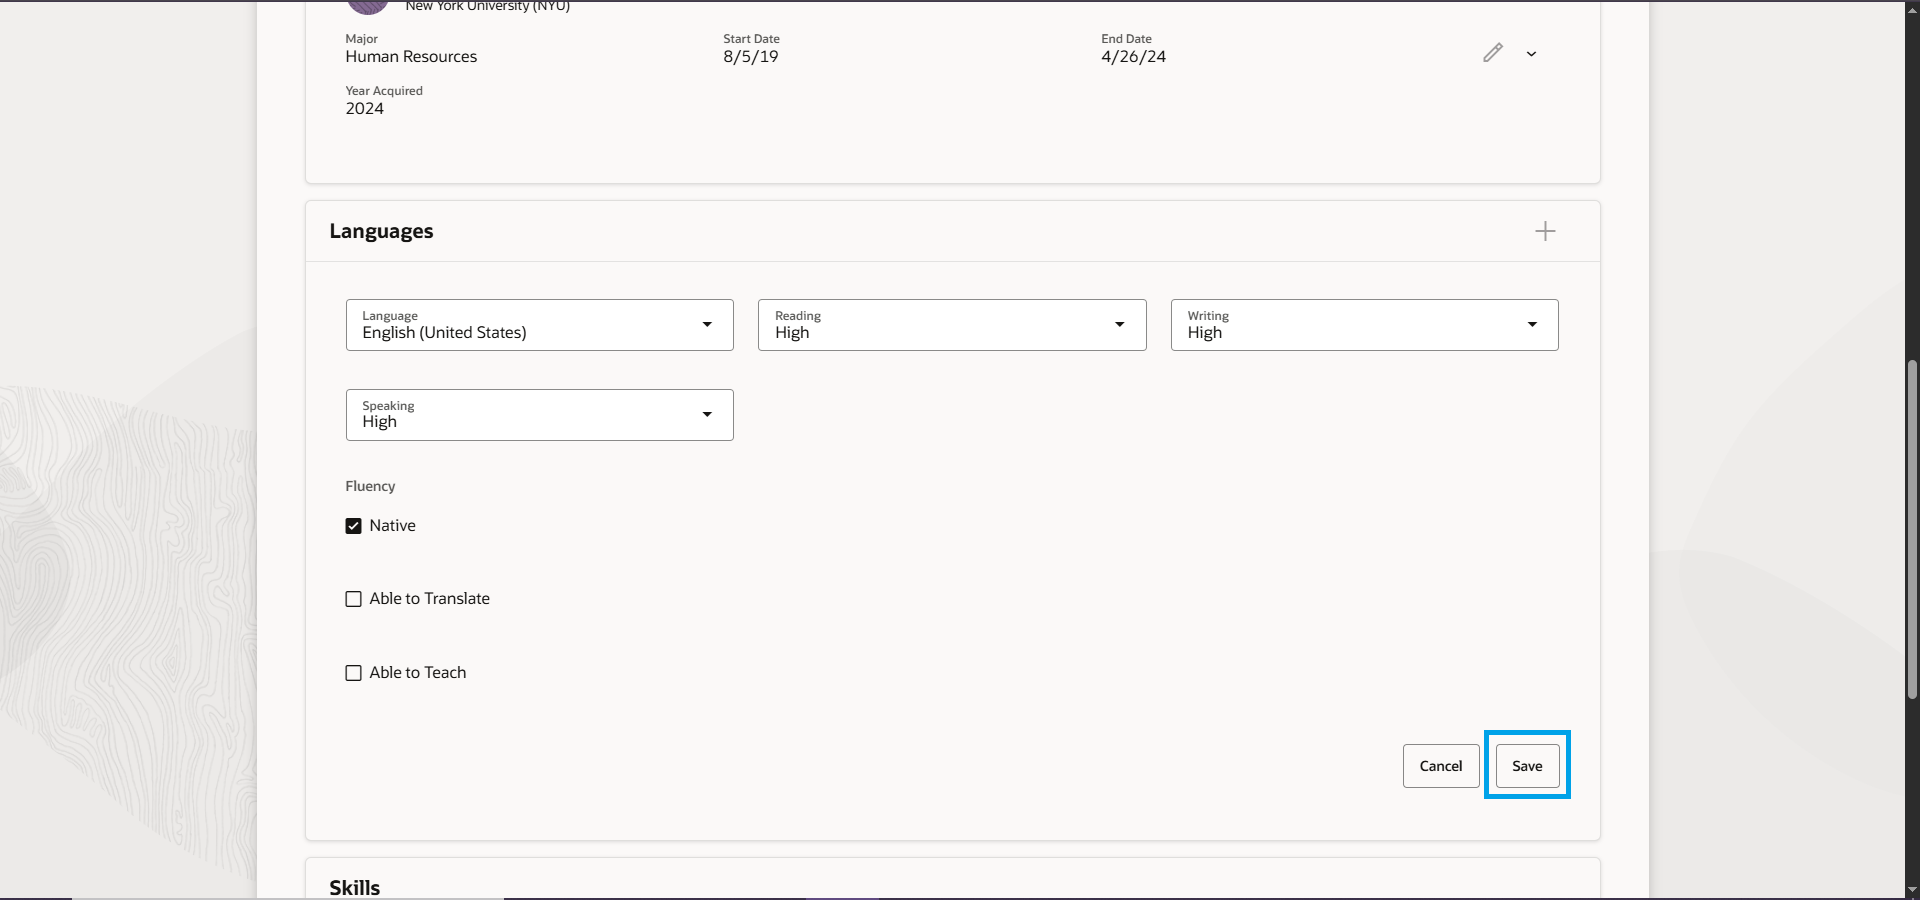 New York University (NYU)
Major
Human Resources
Start Date
8/5/19
End Date
4/26/24
Year Acquired
2024
Languages
Language
English (United States)
Reading
High
Writing
High
Speaking
High
Fluency
Native
Able to Translate
Able to Teach
Cancel
Save
Skills